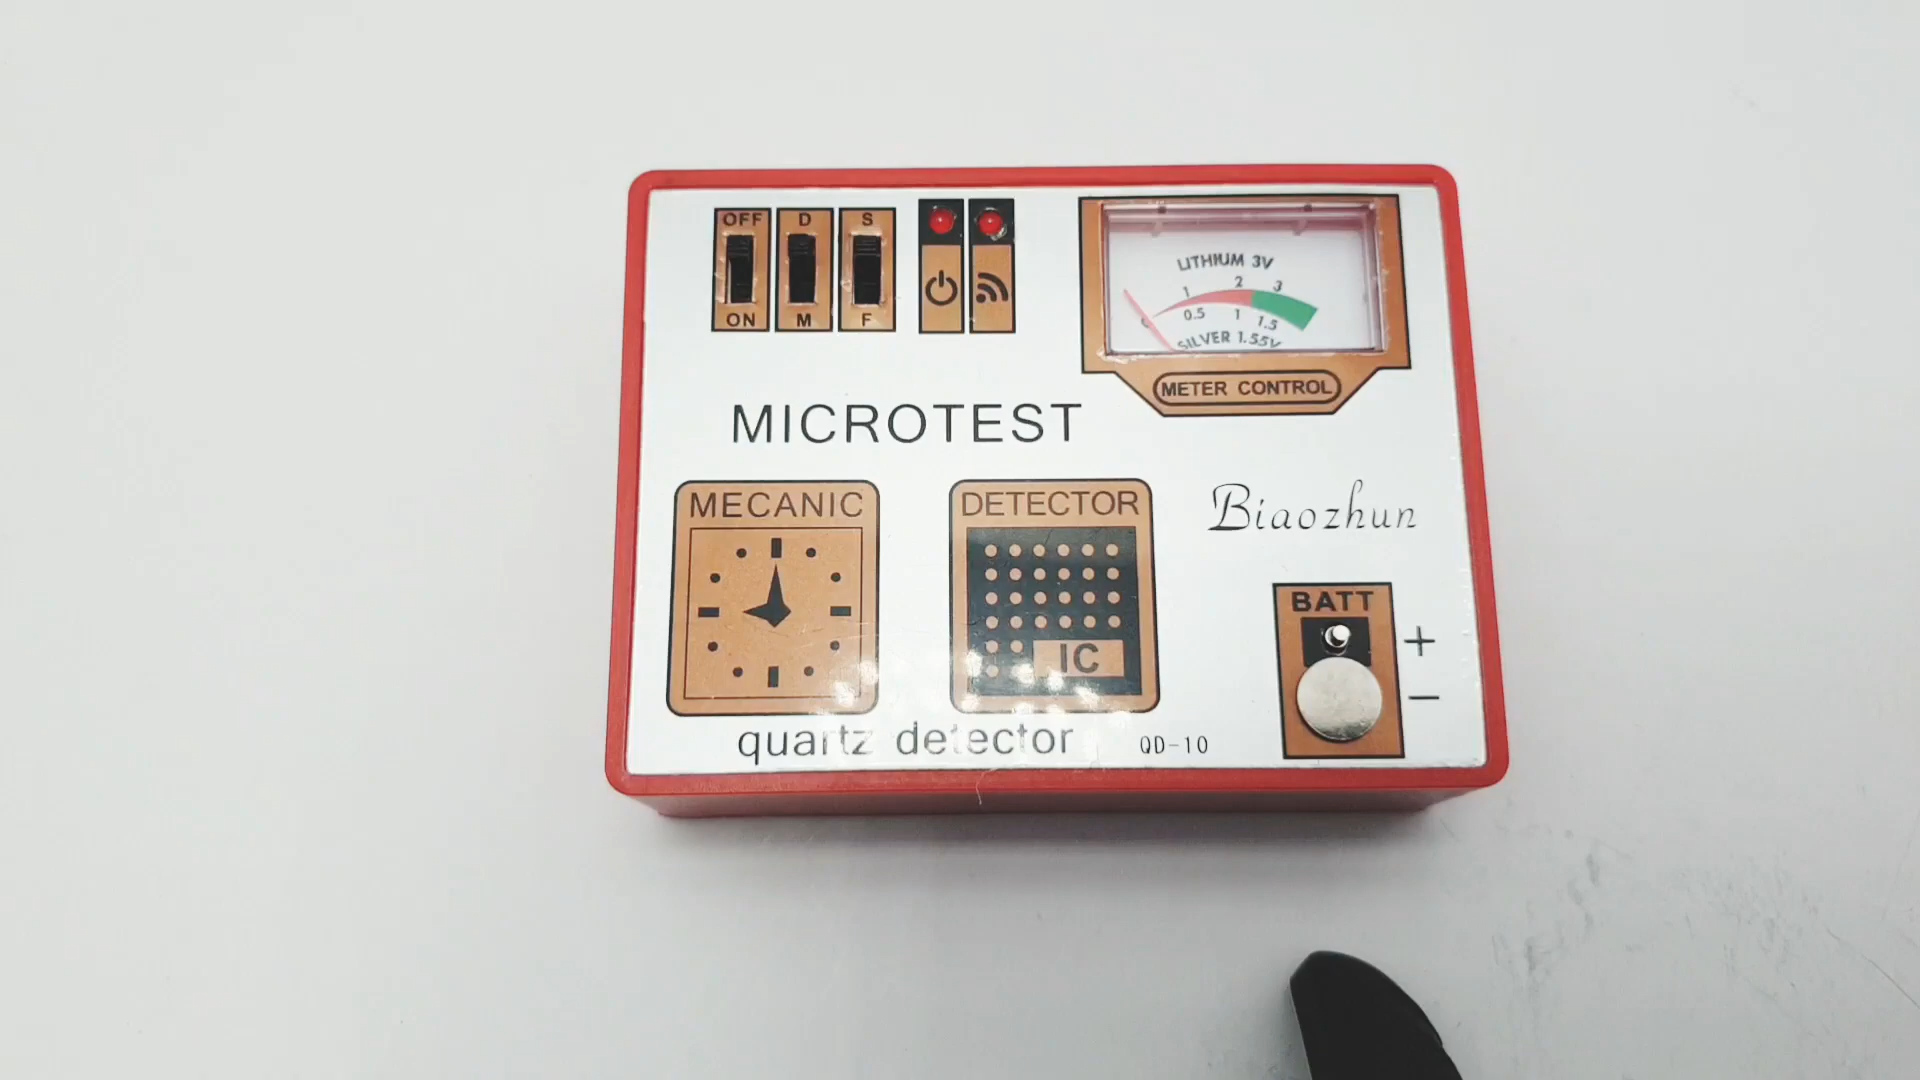 OFF D S
ON M F
LITHIUM 3V
1 2 3
0 0.5 1 1.5
SILVER 1.55V
METER CONTROL
MICROTEST
MECANIC
DETECTOR
IC
Biaozhun
BATT
+
−
quartz detector QD-10